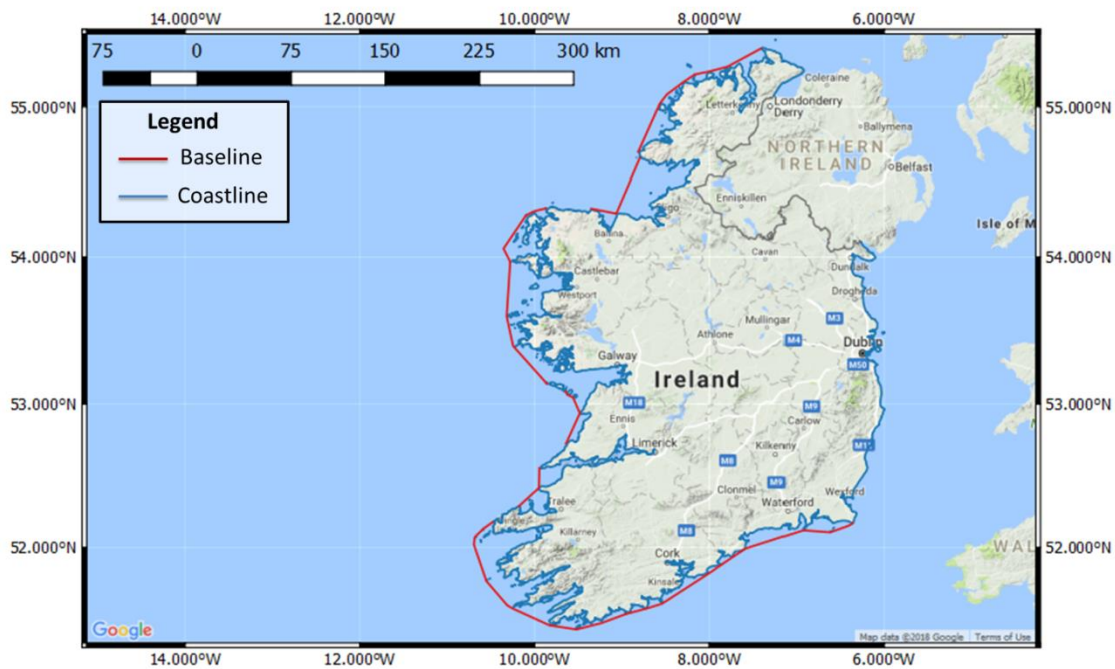 14.000°W 12.000°W 10.000°W 8.000°W 6.000°W
75 0 75 150 225 300 km
55.000°N 55.000°N
Legend
Baseline
Coastline
Coleraine
Letterkenny
Londonderry
Derry
Ballymena
NORTHERN
IRELAND
Belfast
Enniskillen
Sligo
Isle of M
Ballina
54.000°N 54.000°N
Cavan
Dundalk
Castlebar
Drogheda
Westport
Mullingar
M3
Athlone
M4
Dublin
Galway
M50
Ireland
53.000°N 53.000°N
M18
M9
Ennis
Carlow
Limerick
Kilkenny
M11
M8
M9
Clonmel
Wexford
Tralee
Waterford
Dingle
Killarney
M8
52.000°N 52.000°N
WAL
Cork
Kinsale
Google
Map data ©2018 Google Terms of Use
14.000°W 12.000°W 10.000°W 8.000°W 6.000°W